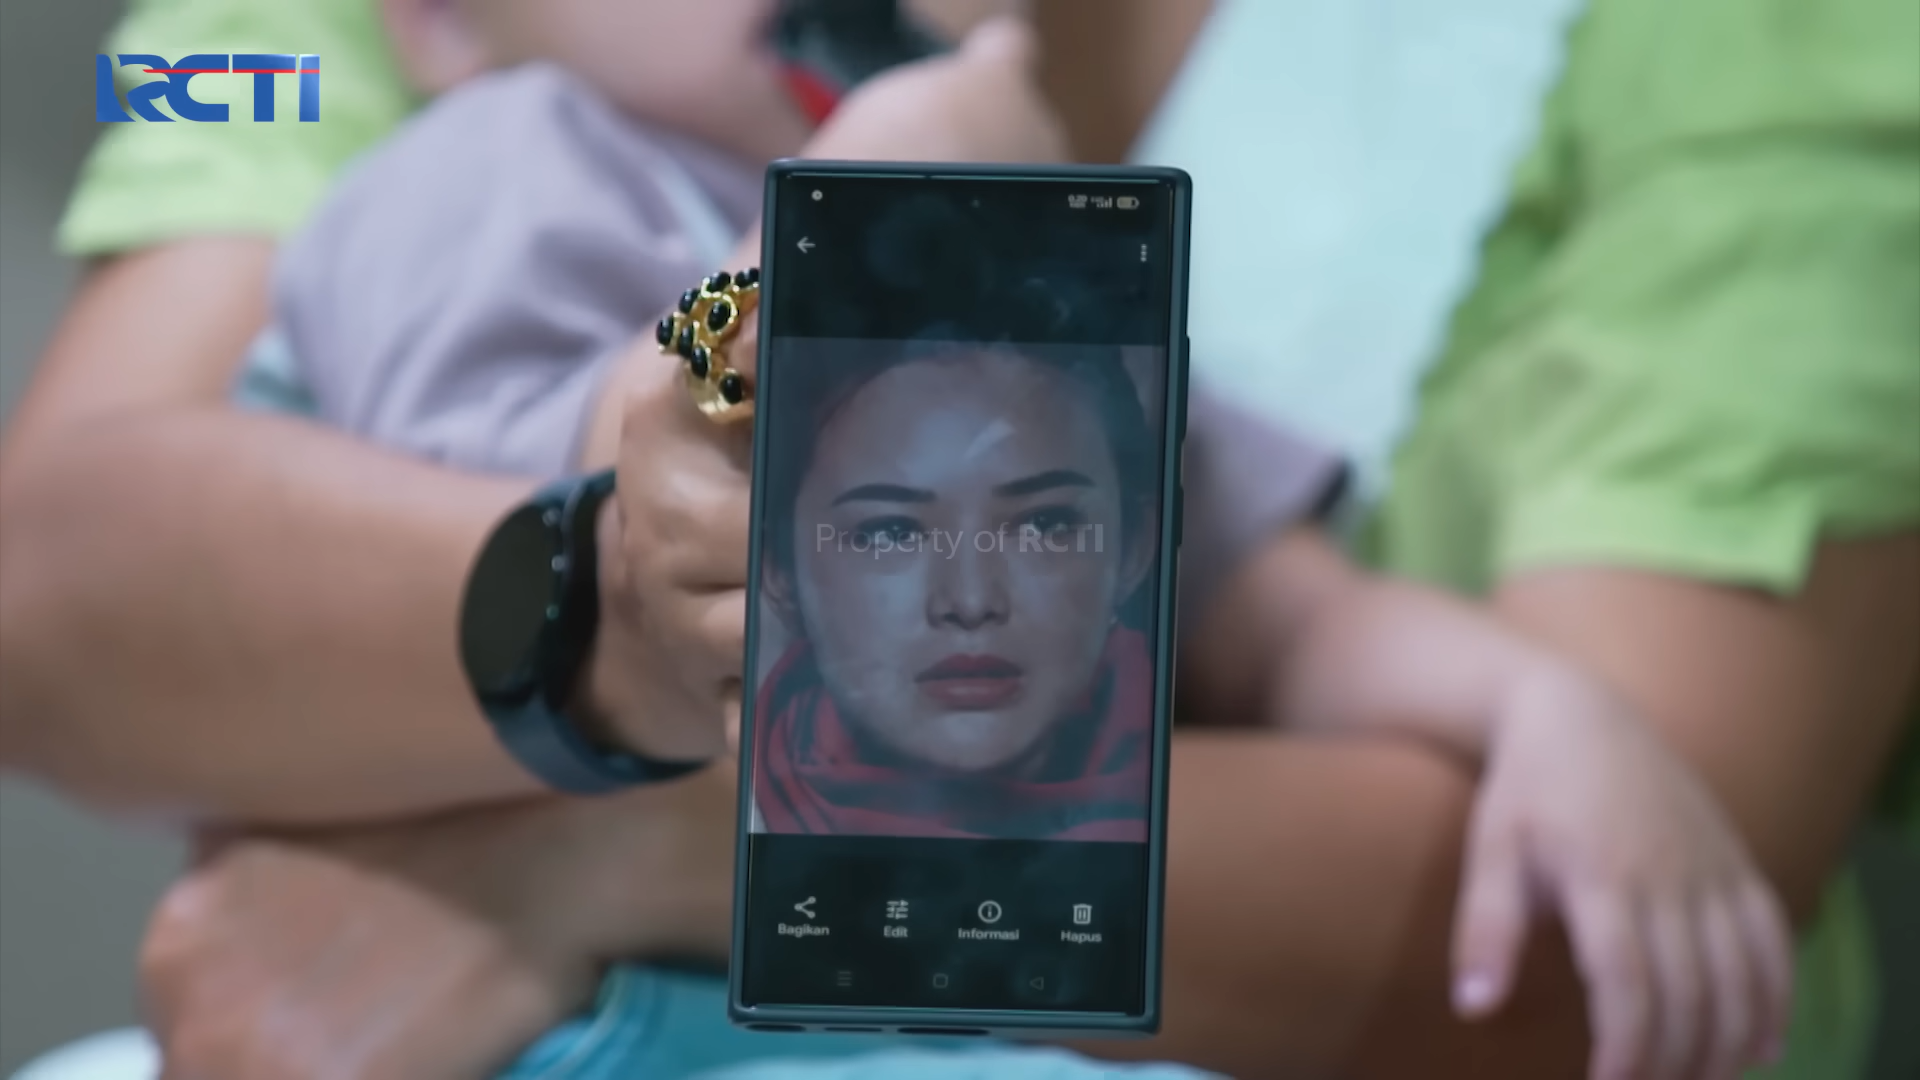 RCTI
Property of RCTI
Bagikan
Edit
Informasi
Hapus